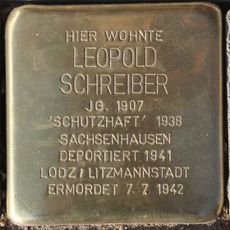 HIER WOHNTE
LEOPOLD
SCHREIBER
JG. 1907
'SCHUTZHAFT' 1938
SACHSENHAUSEN
DEPORTIERT 1941
LODZ/LITZMANNSTADT
ERMORDET 7.7.1942